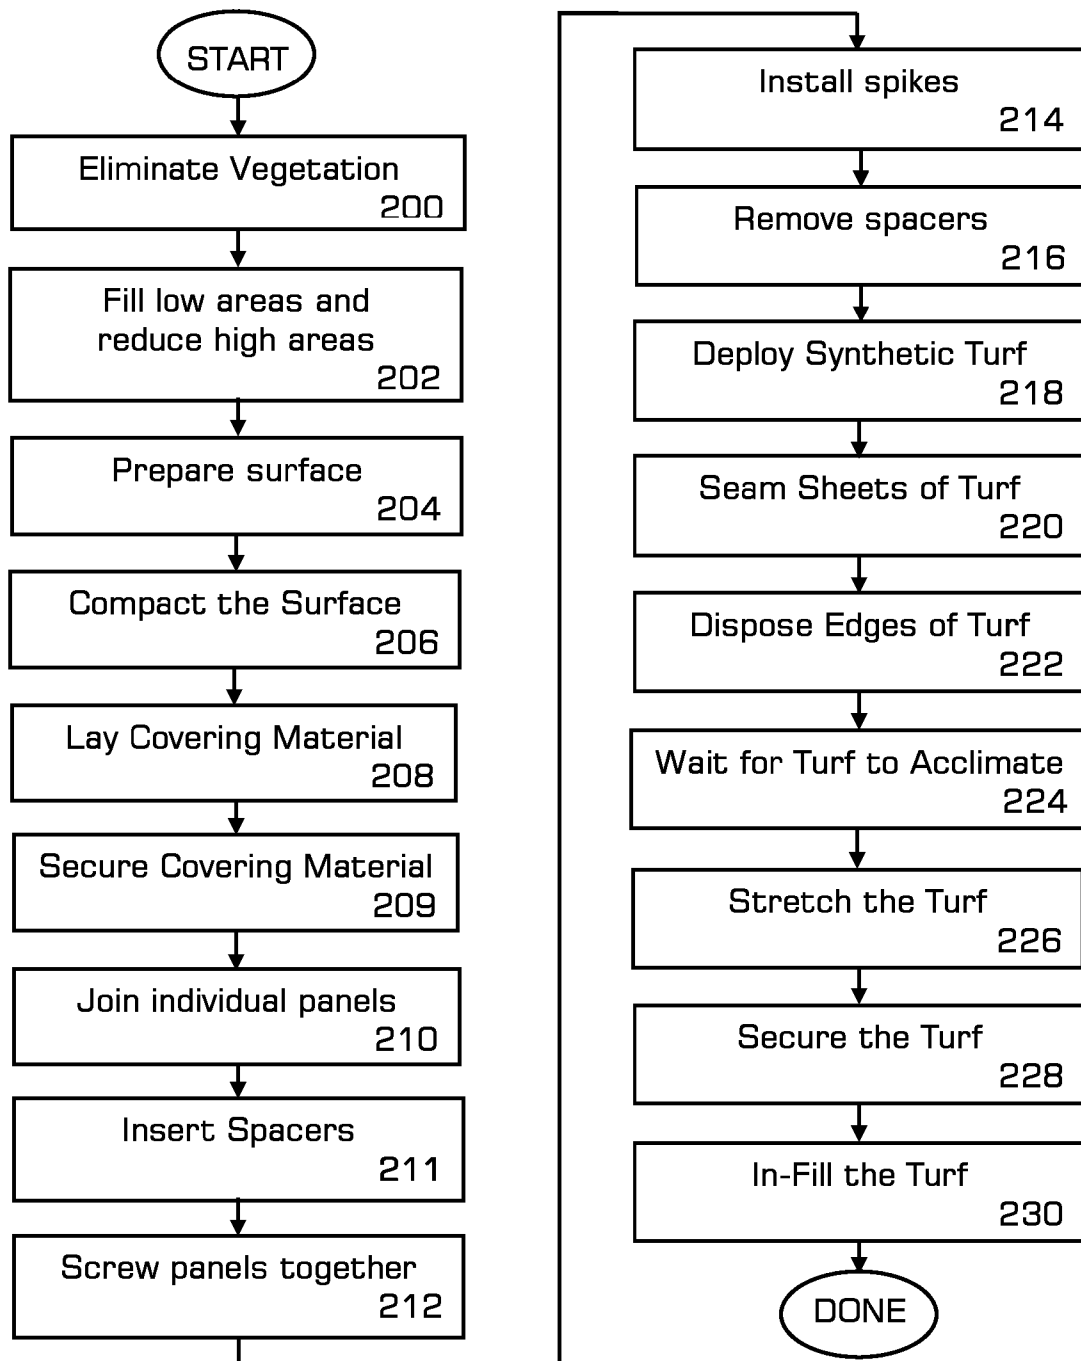 START
Eliminate Vegetation
200
Fill low areas and
reduce high areas
202
Prepare surface
204
Compact the Surface
206
Lay Covering Material
208
Secure Covering Material
209
Join individual panels
210
Insert Spacers
211
Screw panels together
212
Install spikes
214
Remove spacers
216
Deploy Synthetic Turf
218
Seam Sheets of Turf
220
Dispose Edges of Turf
222
Wait for Turf to Acclimate
224
Stretch the Turf
226
Secure the Turf
228
In-Fill the Turf
230
DONE